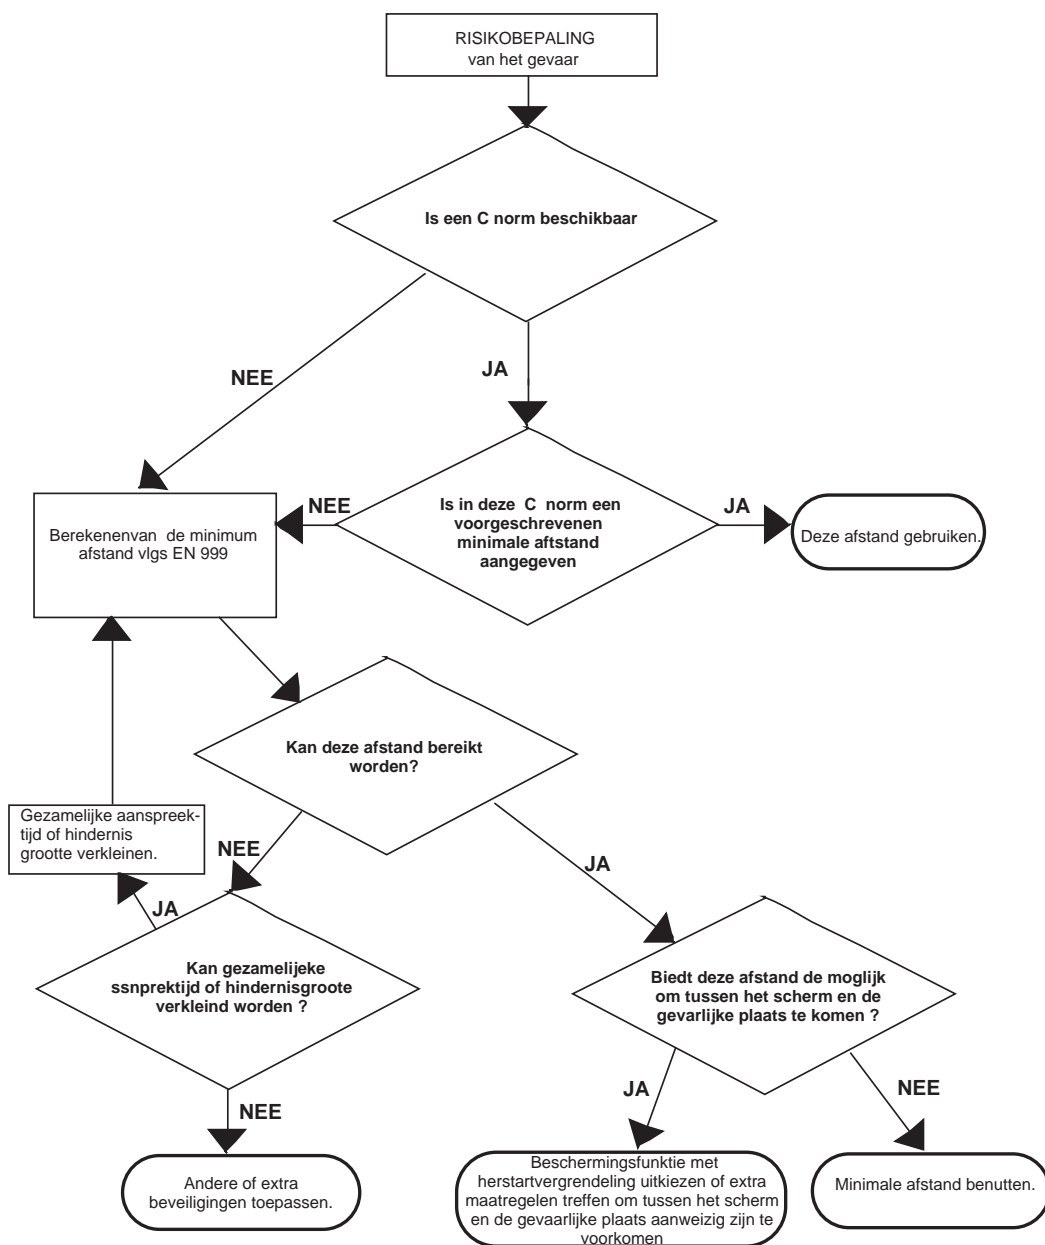 RISIKOBEPALING
van het gevaar
Is een C norm beschikbaar
NEE
JA
Is in deze C norm een
voorgeschrevenen
minimale aftstand
aangegeven
NEE
JA
Deze afstand gebruiken.
Berekenenvan de minimum
afstand vlgs EN 999
Kan deze afstand bereikt
worden?
Gezamelijke aanspreek-
tijd of hindernis
grootte verkleinen.
NEE
JA
JA
Kan gezamelijeke
ssnprektijd of hindernisgroote
verkleind worden ?
Biedt deze afstand de moglijk
om tussen het scherm en de
gevarlijke plaats te komen ?
NEE
JA
NEE
Andere of extra
beveiligingen toepassen.
Beschermingsfunktie met
herstartvergrendeling uitkiezen of extra
maatregelen treffen om tussen het scherm
en de gevaarlijke plaats aanweizig zijn te
voorkomen
Minimale afstand benutten.